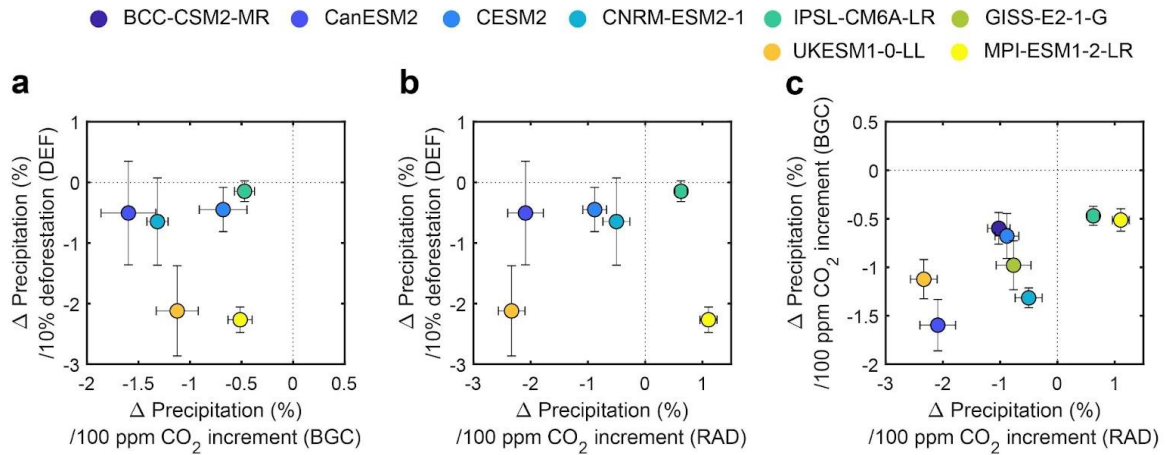 BCC-CSM2-MR CanESM2 CESM2 CNRM-ESM2-1 IPSL-CM6A-LR GISS-E2-1-G
UKESM1-0-LL MPI-ESM1-2-LR
a
Δ Precipitation (%)
/10% deforestation (DEF)
1
0
-1
-2
-3
-2 -1.5 -1 -0.5 0 0.5
Δ Precipitation (%)
/100 ppm CO2 increment (BGC)
b
Δ Precipitation (%)
/10% deforestation (DEF)
1
0
-1
-2
-3
-3 -2 -1 0 1
Δ Precipitation (%)
/100 ppm CO2 increment (RAD)
c
Δ Precipitation (%)
/100 ppm CO2 increment (BGC)
0.5
0
-0.5
-1
-1.5
-2
-3 -2 -1 0 1
Δ Precipitation (%)
/100 ppm CO2 increment (RAD)